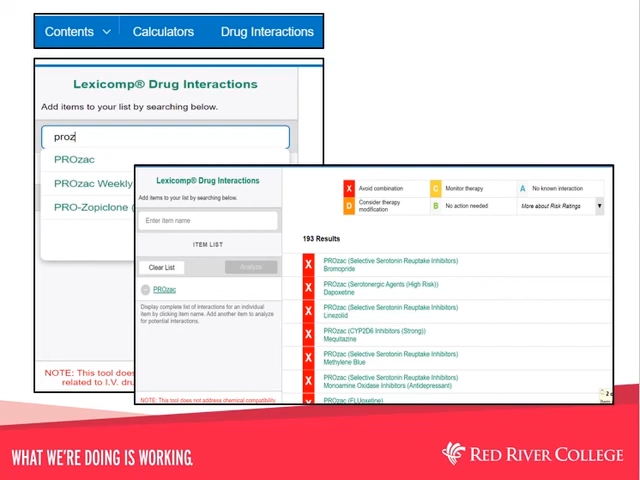 Contents Calculators Drug Interactions
Lexicomp® Drug Interactions
Add items to your list by searching below.
proz
PROzac
PROzac Weekly
PRO-Zopiclone (
NOTE: This tool does
related to I.V. dru
Lexicomp® Drug Interactions
Add items to your list by searching below.
Enter item name
ITEM LIST
Clear List Analyze
PROzac
Display complete list of interactions for an individual
item by clicking item name. Add another item to analyze
for potential interactions.
NOTE: This tool does not address chemical compatibility
X Avoid combination C Monitor therapy A No known interaction
D Consider therapy modification B No action needed More about Risk Ratings
193 Results
X PROzac (Selective Serotonin Reuptake Inhibitors)
Bromopride
X PROzac (Serotonergic Agents (High Risk))
Dapoxetine
X PROzac (Selective Serotonin Reuptake Inhibitors)
Linezolid
X PROzac (CYP2D6 Inhibitors (Strong))
Mequitazine
X PROzac (Selective Serotonin Reuptake Inhibitors)
Methylene Blue
X PROzac (Selective Serotonin Reuptake Inhibitors)
Monoamine Oxidase Inhibitors (Antidepressant)
PROzac (FLUoxetine)
WHAT WE'RE DOING IS WORKING.
RED RIVER COLLEGE